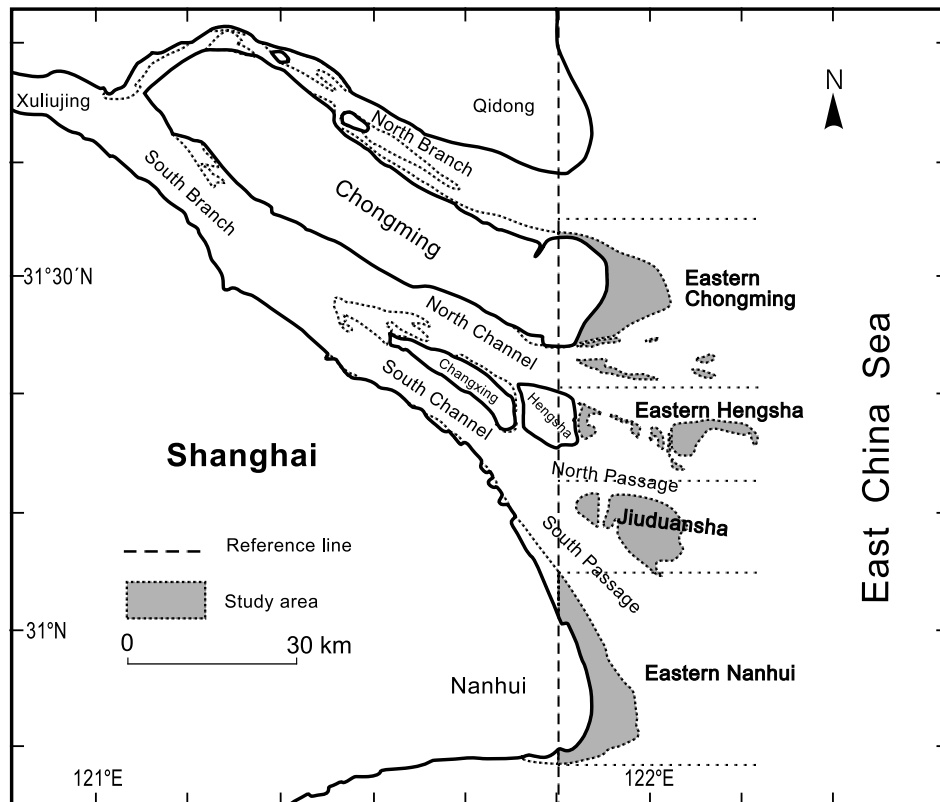 N
Xuliujing
Qidong
North Branch
South Branch
Chongming
31°30´N
Eastern
Chongming
North Channel
Changxing
South Channel
Hengsha
Eastern Hengsha
East China Sea
Shanghai
North Passage
Jiuduansha
South Passage
Reference line
Study area
31°N
0
30 km
Nanhui
Eastern Nanhui
121°E
122°E